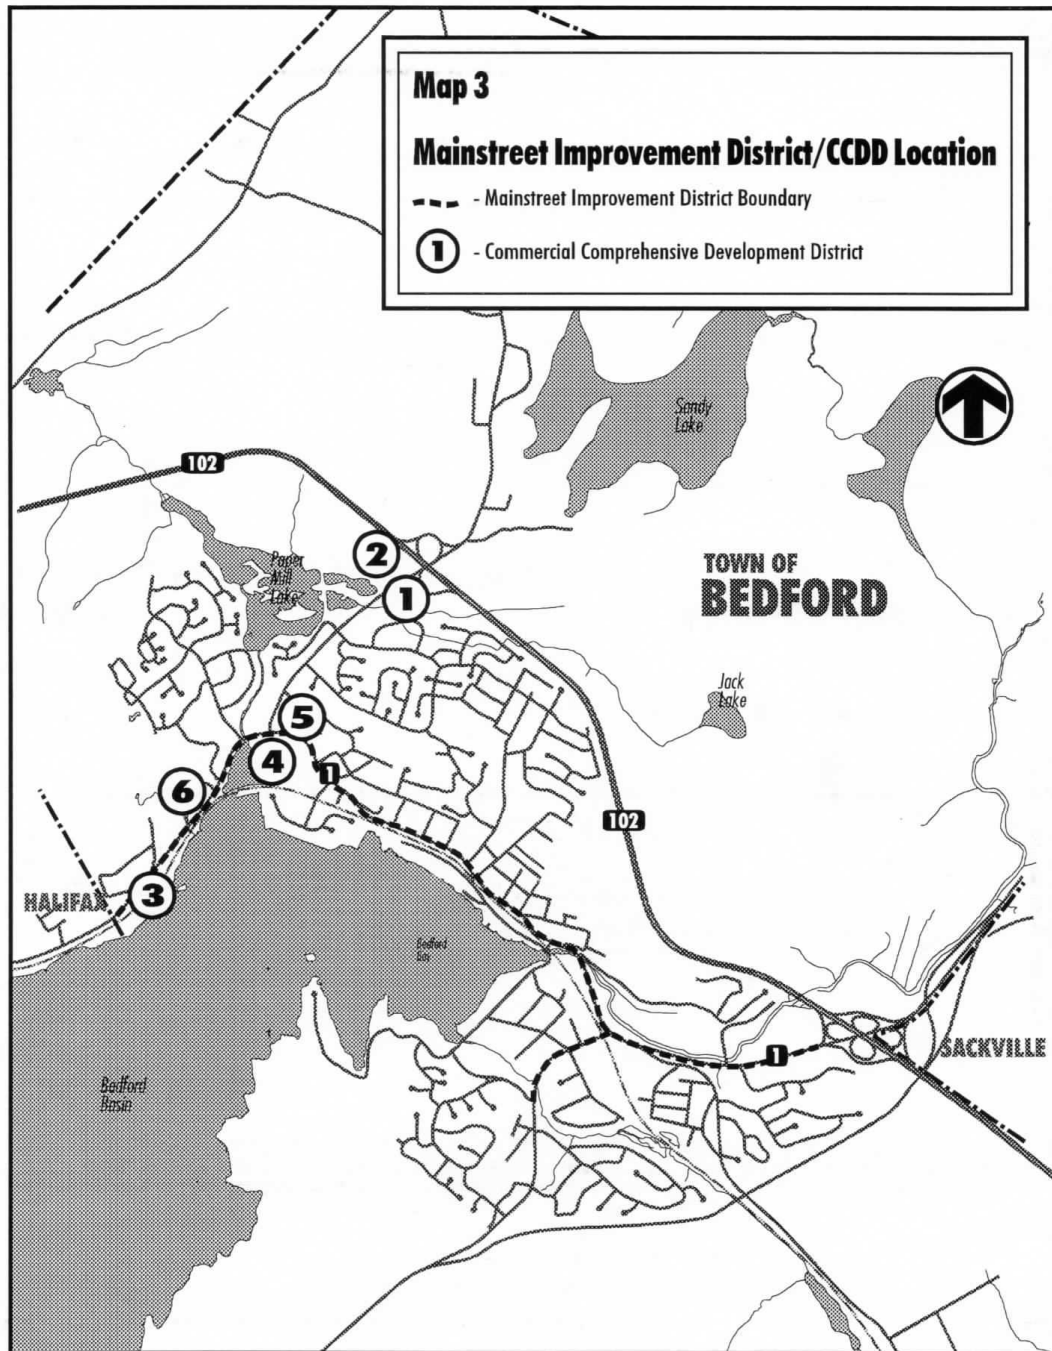 Map 3
Mainstreet Improvement District/CCDD Location
- Mainstreet Improvement District Boundary
1 - Commercial Comprehensive Development District
Sandy
Lake
102
2
Paper
Mill
Lake
1
TOWN OF
BEDFORD
Jack
Lake
5
4
1
6
102
3
HALIFAX
Bedford
Bay
1
SACKVILLE
Bedford
Basin